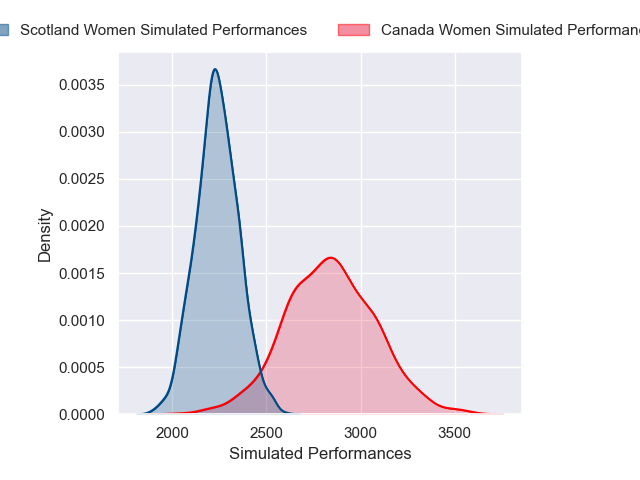 Scotland Women Simulated Performances
Canada Women Simulated
0.0035
0.0030
0.0025
0.0020
0.0015
0.0010
0.0005
0.0000
Density
2000 2500 3000 3500
Simulated Performances